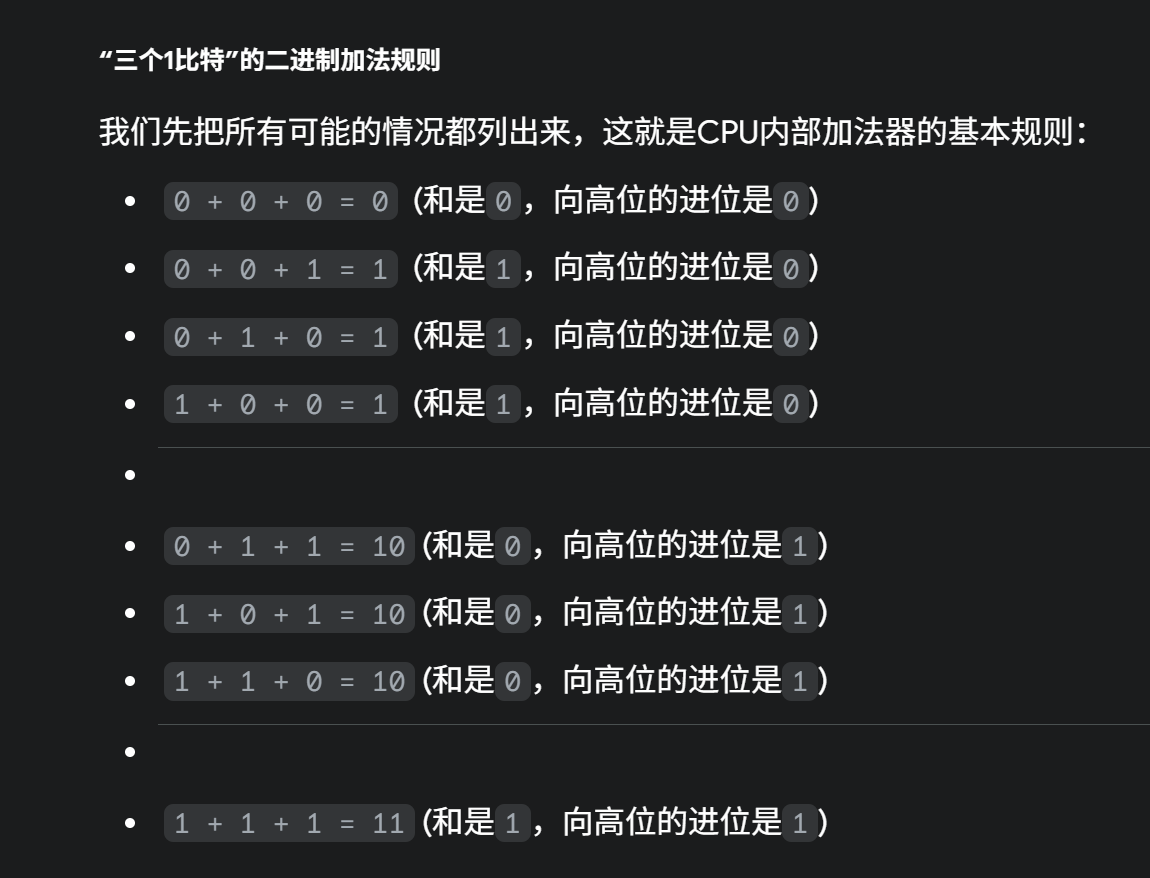 “三个1比特”的二进制加法规则
我们先把所有可能的情况都列出来，这就是CPU内部加法器的基本规则：
• 0 + 0 + 0 = 0 (和是0，向高位的进位是0)
• 0 + 0 + 1 = 1 (和是1，向高位的进位是0)
• 0 + 1 + 0 = 1 (和是1，向高位的进位是0)
• 1 + 0 + 0 = 1 (和是1，向高位的进位是0)
•
• 0 + 1 + 1 = 10 (和是0，向高位的进位是1)
• 1 + 0 + 1 = 10 (和是0，向高位的进位是1)
• 1 + 1 + 0 = 10 (和是0，向高位的进位是1)
•
• 1 + 1 + 1 = 11 (和是1，向高位的进位是1)